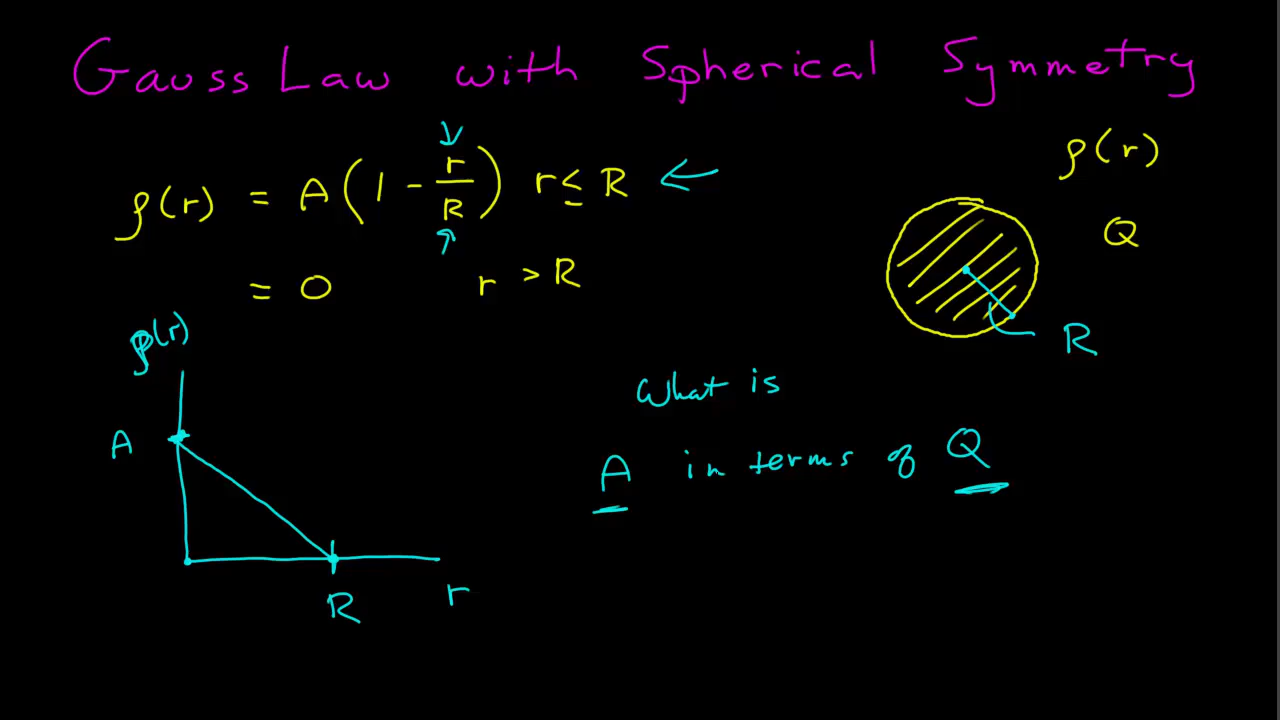 Gauss Law with Spherical Symmetry
ρ(r) = A(1 - r/R) r ≤ R
= 0 r > R
ρ(r)
Q
R
ρ(r)
A
R
r
What is
A in terms of Q